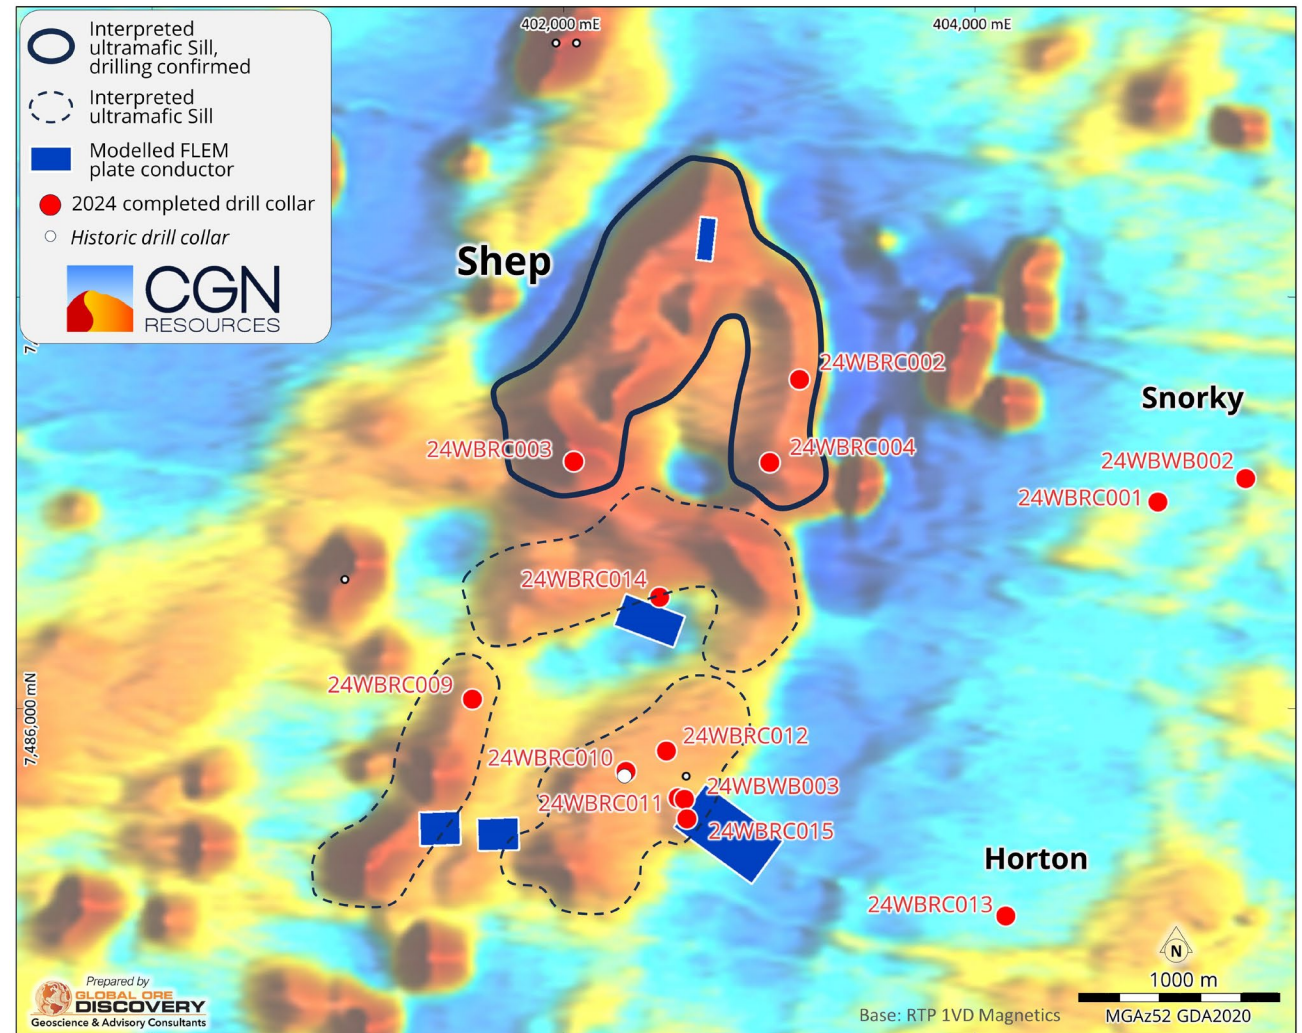 402,000 mE
404,000 mE
Interpreted
ultramafic Sill,
drilling confirmed
Interpreted
ultramafic Sill
Modelled FLEM
plate conductor
2024 completed drill collar
Historic drill collar
CGN
RESOURCES
Shep
24WBRC002
Snorky
24WBRC003
24WBRC004
24WBWB002
24WBRC001
24WBRC014
24WBRC009
7,486,000 mN
24WBRC012
24WBRC010
24WBWB003
24WBRC011
24WBRC015
Horton
24WBRC013
N
1000 m
MGAz52 GDA2020
Base: RTP 1VD Magnetics
Prepared by
GLOBAL ORE
DISCOVERY
Geoscience & Advisory Consultants